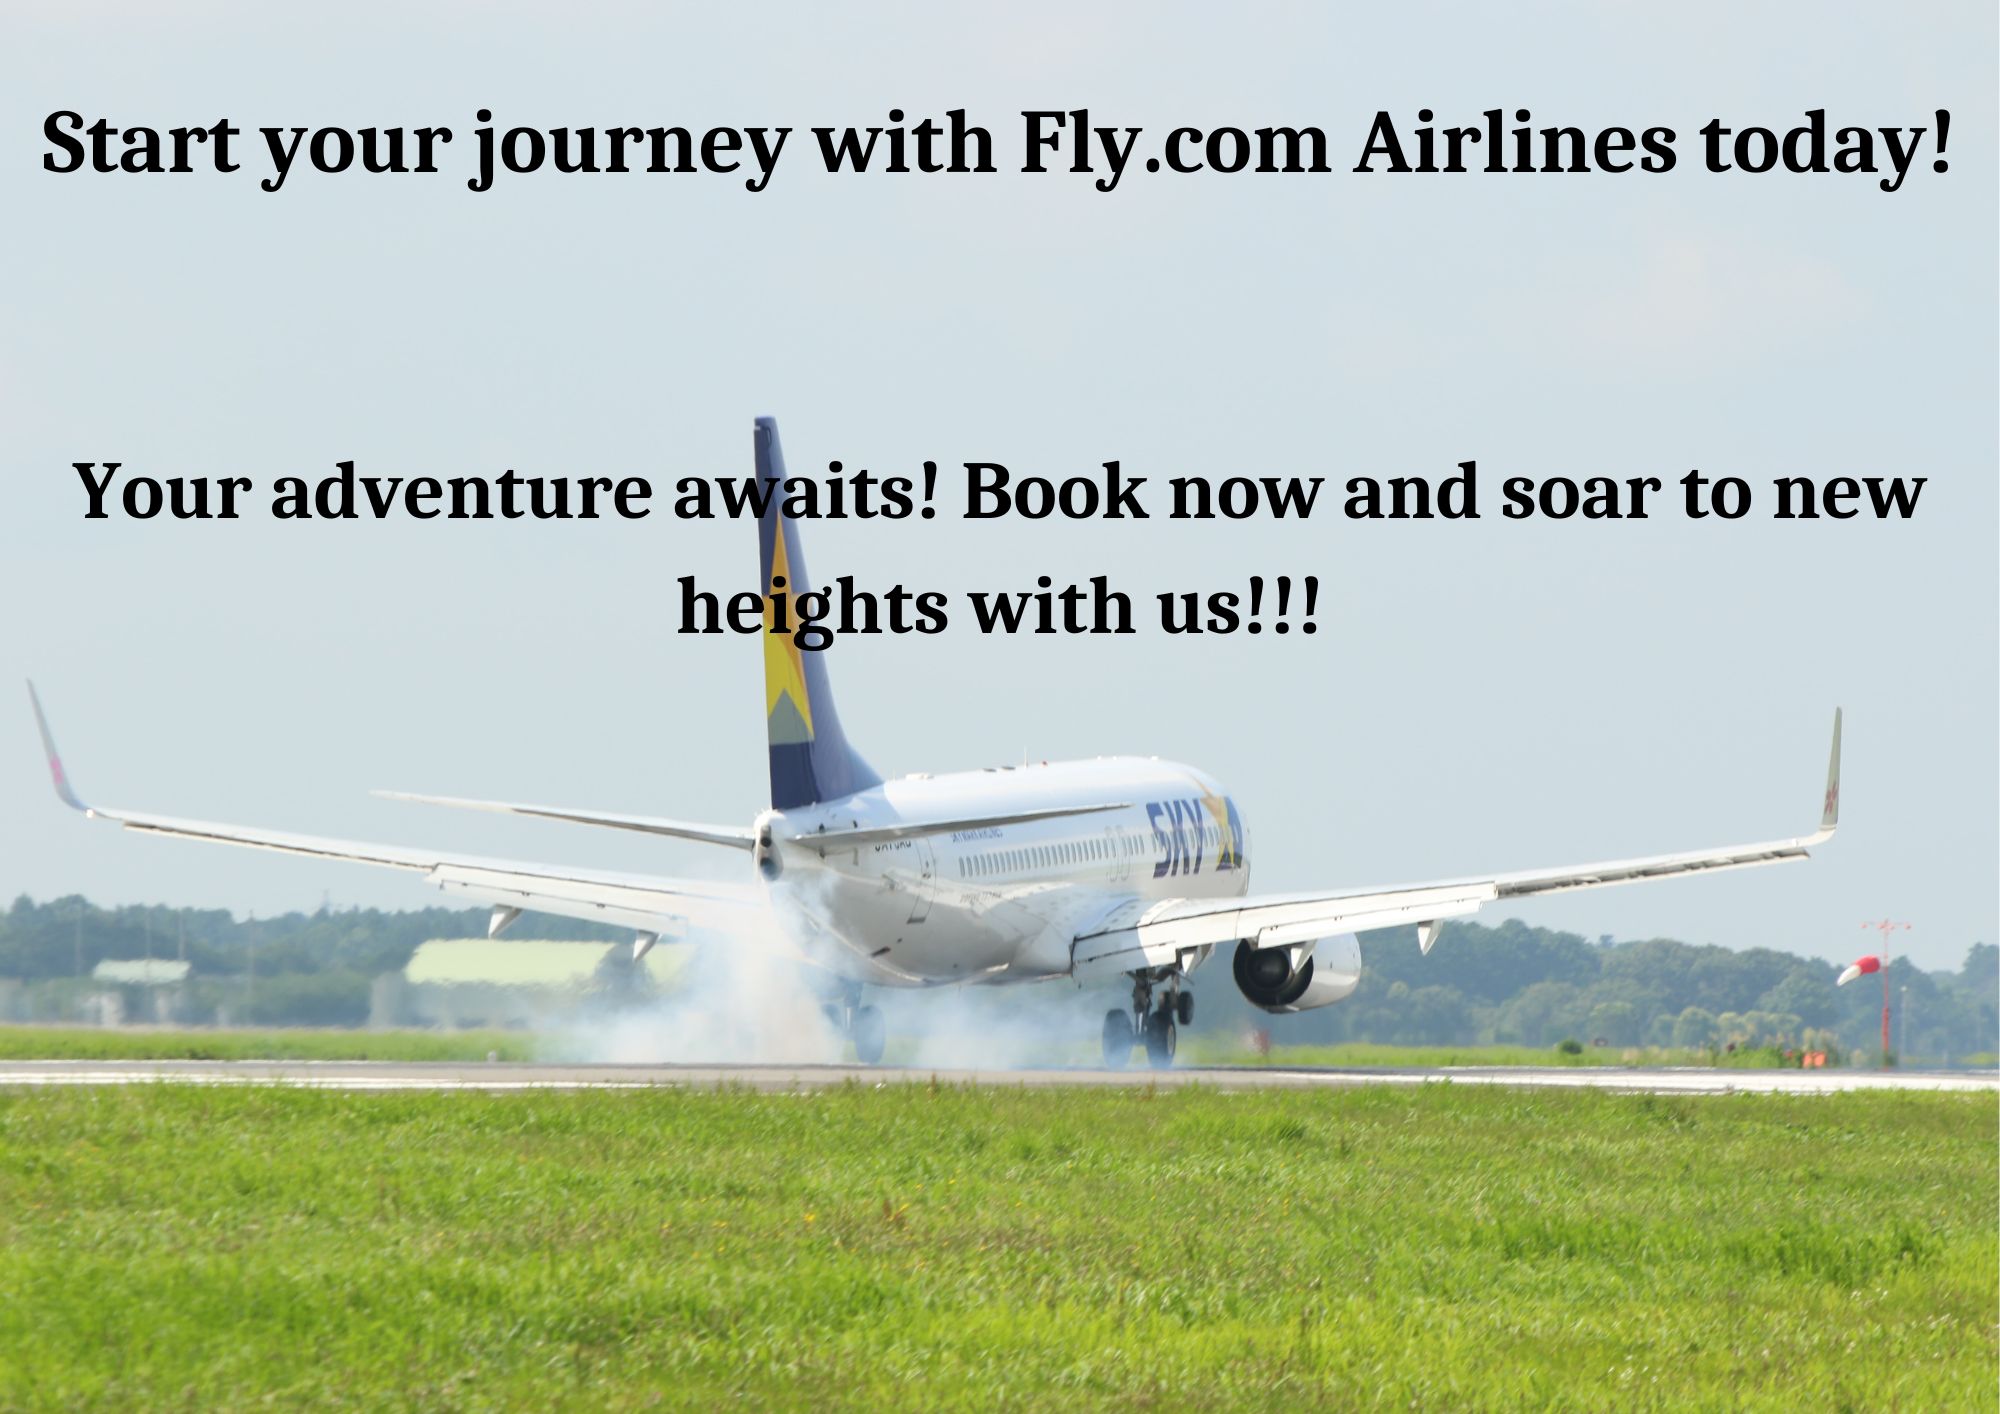 Start your journey with Fly.com Airlines today!
Your adventure awaits! Book now and soar to new
heights with us!!!
SKY